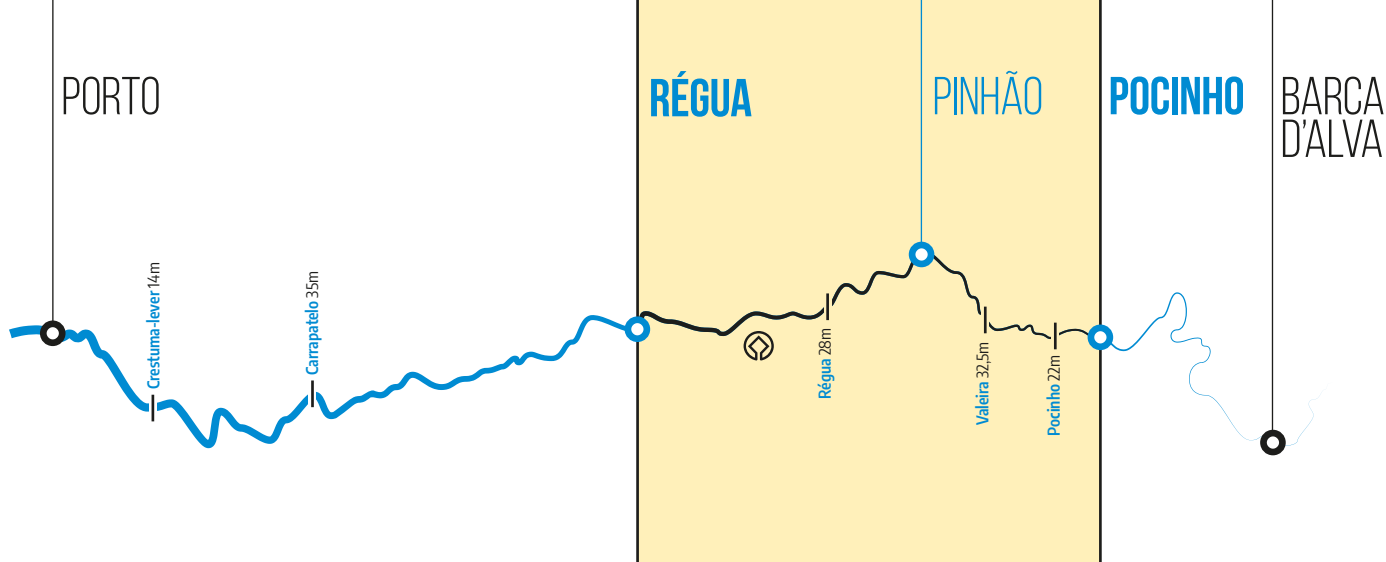 PORTO
RÉGUA
PINHÃO
POCINHO
BARCA
D'ALVA
Crestuma-lever 14m
Carrapatelo 35m
Régua 28m
Valeira 32,5m
Pocinho 22m